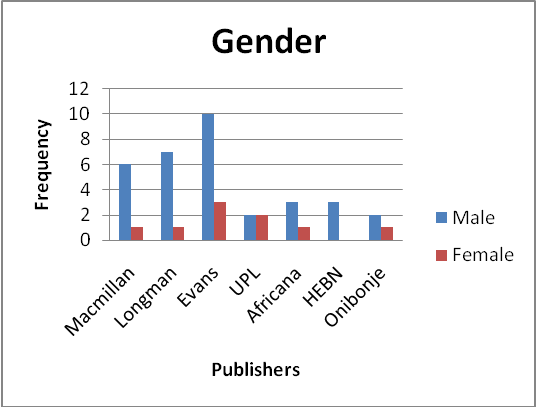 Gender
Frequency
12
10
8
6
4
2
0
Macmillan
Longman
Evans
UPL
Africana
HEBN
Onibonje
Publishers
Male
Female